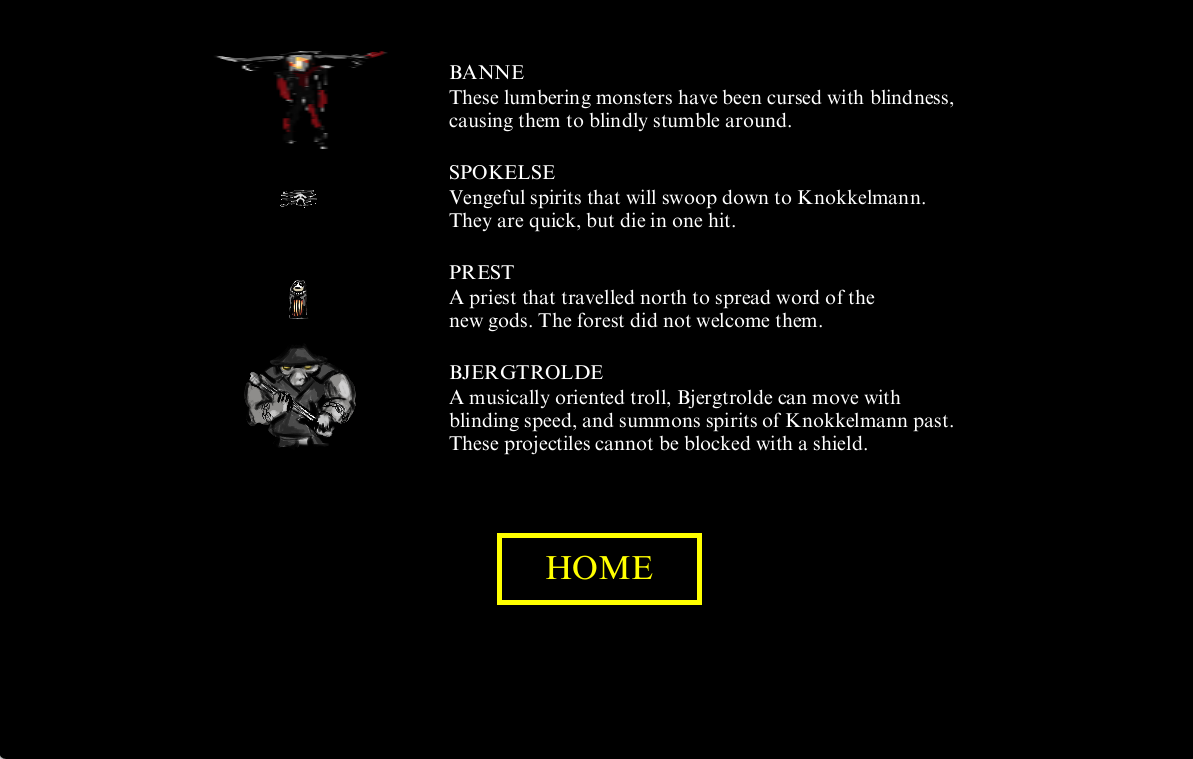 BANNE
These lumbering monsters have been cursed with blindness,
causing them to blindly stumble around.
SPOKELSE
Vengeful spirits that will swoop down to Knokkelmann.
They are quick, but die in one hit.
PREST
A priest that travelled north to spread word of the
new gods. The forest did not welcome them.
BJERGTROLDE
A musically oriented troll, Bjergtrolde can move with
blinding speed, and summons spirits of Knokkelmann past.
These projectiles cannot be blocked with a shield.
HOME